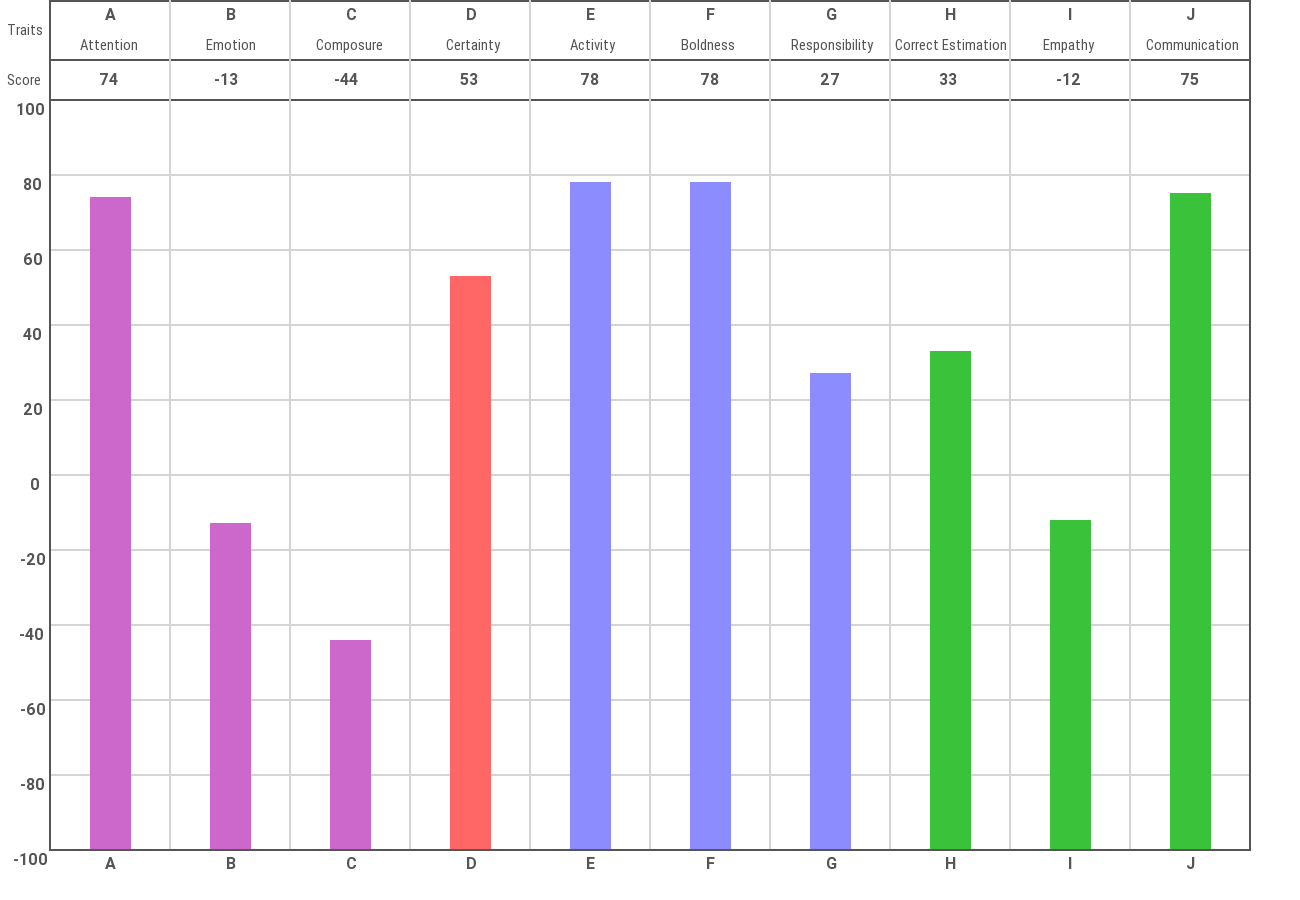 Traits A B C D E F G H I J
Attention Emotion Composure Certainty Activity Boldness Responsibility Correct Estimation Empathy Communication
Score 74 -13 -44 53 78 78 27 33 -12 75
100
80
60
40
20
0
-20
-40
-60
-80
-100
A B C D E F G H I J